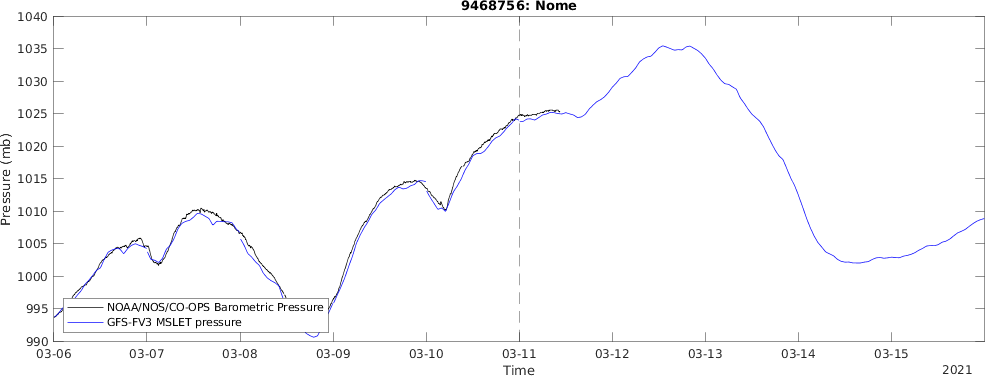 9468756: Nome
1040
1035
1030
1025
1020
1015
1010
1005
1000
995
990
Pressure (mb)
NOAA/NOS/CO-OPS Barometric Pressure
GFS-FV3 MSLET pressure
03-06 03-07 03-08 03-09 03-10 03-11 03-12 03-13 03-14 03-15
Time
2021